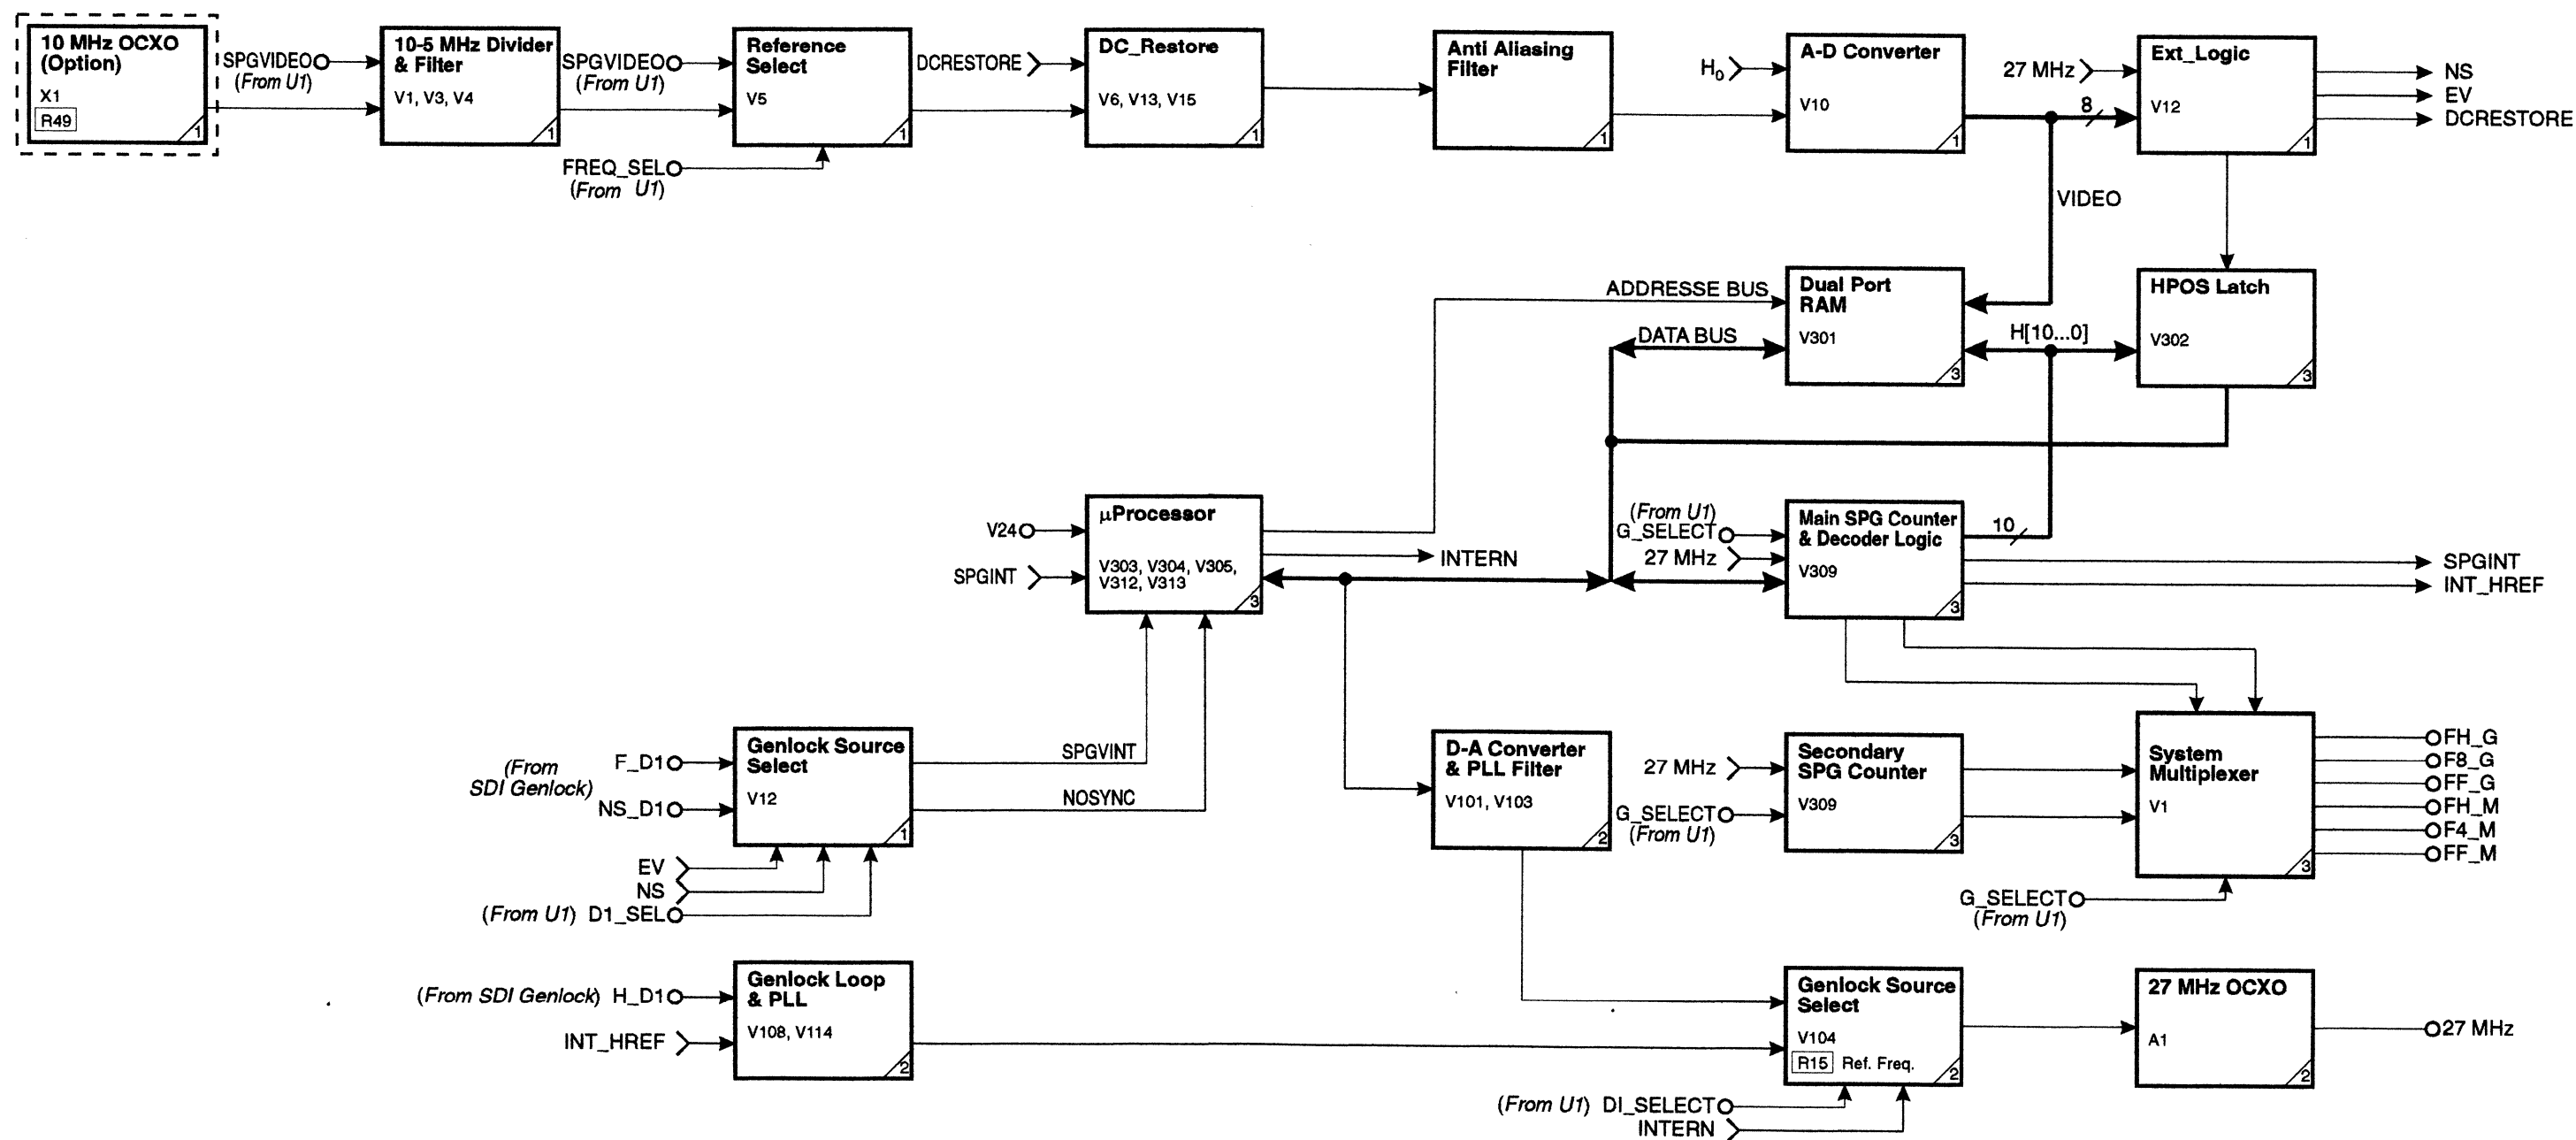 10 MHz OCXO
(Option)
X1
R49
1
SPGVIDEO
(From U1)
10-5 MHz Divider
& Filter
V1, V3, V4
1
SPGVIDEO
(From U1)
FREQ_SEL
(From U1)
Reference
Select
V5
1
DCRESTORE
DC_Restore
V6, V13, V15
1
Anti Aliasing
Filter
1
H0
A-D Converter
V10
1
8
VIDEO
27 MHz
Ext_Logic
V12
1
NS
EV
DCRESTORE
ADDRESSE BUS
DATA BUS
Dual Port
RAM
V301
3
H[10...0]
HPOS Latch
V302
3
V24
SPGINT
µProcessor
V303, V304, V305,
V312, V313
3
INTERN
(From U1)
G_SELECT
27 MHz
Main SPG Counter
& Decoder Logic
V309
3
10
SPGINT
INT_HREF
(From
SDI Genlock)
F_D1
NS_D1
Genlock Source
Select
V12
1
SPGVINT
NOSYNC
EV
NS
(From U1) D1_SEL
D-A Converter
& PLL Filter
V101, V103
2
27 MHz
G_SELECT
(From U1)
Secondary
SPG Counter
V309
3
System
Multiplexer
V1
3
FH_G
F8_G
FF_G
FH_M
F4_M
FF_M
G_SELECT
(From U1)
(From SDI Genlock) H_D1
INT_HREF
Genlock Loop
& PLL
V108, V114
2
Genlock Source
Select
V104
R15 Ref. Freq.
2
(From U1) DI_SELECT
INTERN
27 MHz OCXO
A1
2
27 MHz